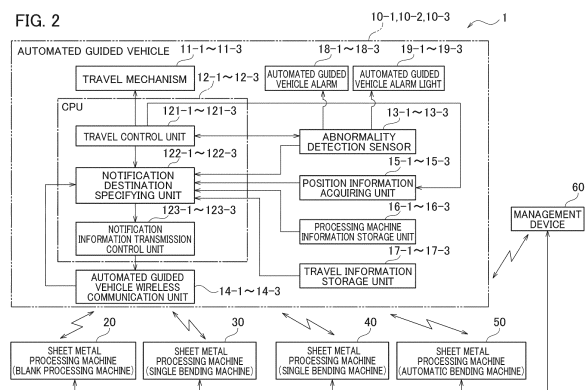 FIG. 2
10-1,10-2,10-3
1
AUTOMATED GUIDED VEHICLE
11-1～11-3
18-1～18-3
19-1～19-3
TRAVEL MECHANISM
AUTOMATED GUIDED
VEHICLE ALARM
AUTOMATED GUIDED
VEHICLE ALARM LIGHT
12-1～12-3
CPU
121-1～121-3
13-1～13-3
TRAVEL CONTROL UNIT
ABNORMALITY
DETECTION SENSOR
122-1～122-3
15-1～15-3
NOTIFICATION
DESTINATION
SPECIFYING UNIT
POSITION INFORMATION
ACQUIRING UNIT
60
123-1～123-3
16-1～16-3
MANAGEMENT
DEVICE
NOTIFICATION
INFORMATION TRANSMISSION
CONTROL UNIT
PROCESSING MACHINE
INFORMATION STORAGE UNIT
17-1～17-3
AUTOMATED GUIDED
VEHICLE WIRELESS
COMMUNICATION UNIT
TRAVEL INFORMATION
STORAGE UNIT
14-1～14-3
20
30
40
50
SHEET METAL
PROCESSING MACHINE
(BLANK PROCESSING MACHINE)
SHEET METAL
PROCESSING MACHINE
(SINGLE BENDING MACHINE)
SHEET METAL
PROCESSING MACHINE
(SINGLE BENDING MACHINE)
SHEET METAL
PROCESSING MACHINE
(AUTOMATIC BENDING MACHINE)